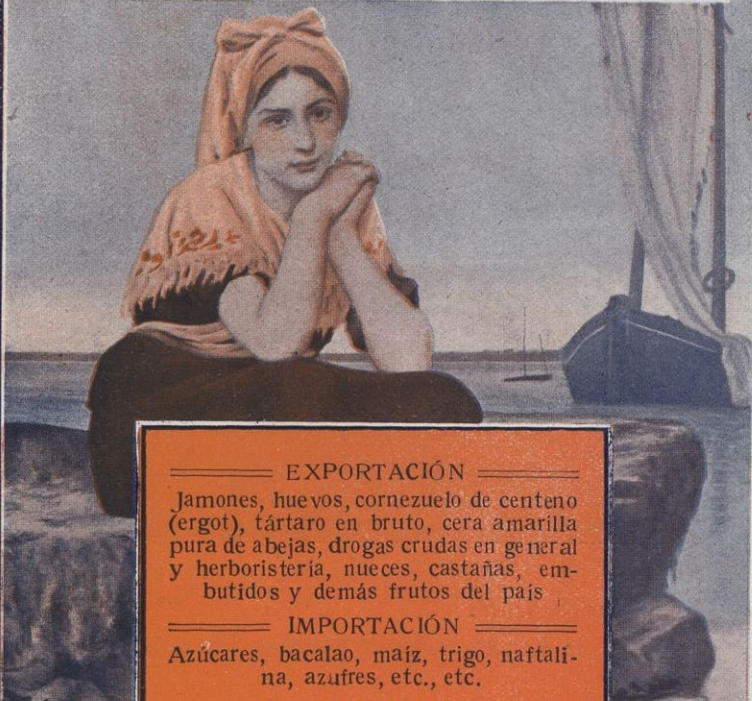 EXPORTACIÓN
Jamones, huevos, cornezuelo de centeno
(ergot), tártaro en bruto, cera amarilla
pura de abejas, drogas crudas en general
y herboristería, nueces, castañas, em-
butidos y demás frutos del país
IMPORTACIÓN
Azúcares, bacalao, maíz, trigo, naftali-
na, azufres, etc., etc.